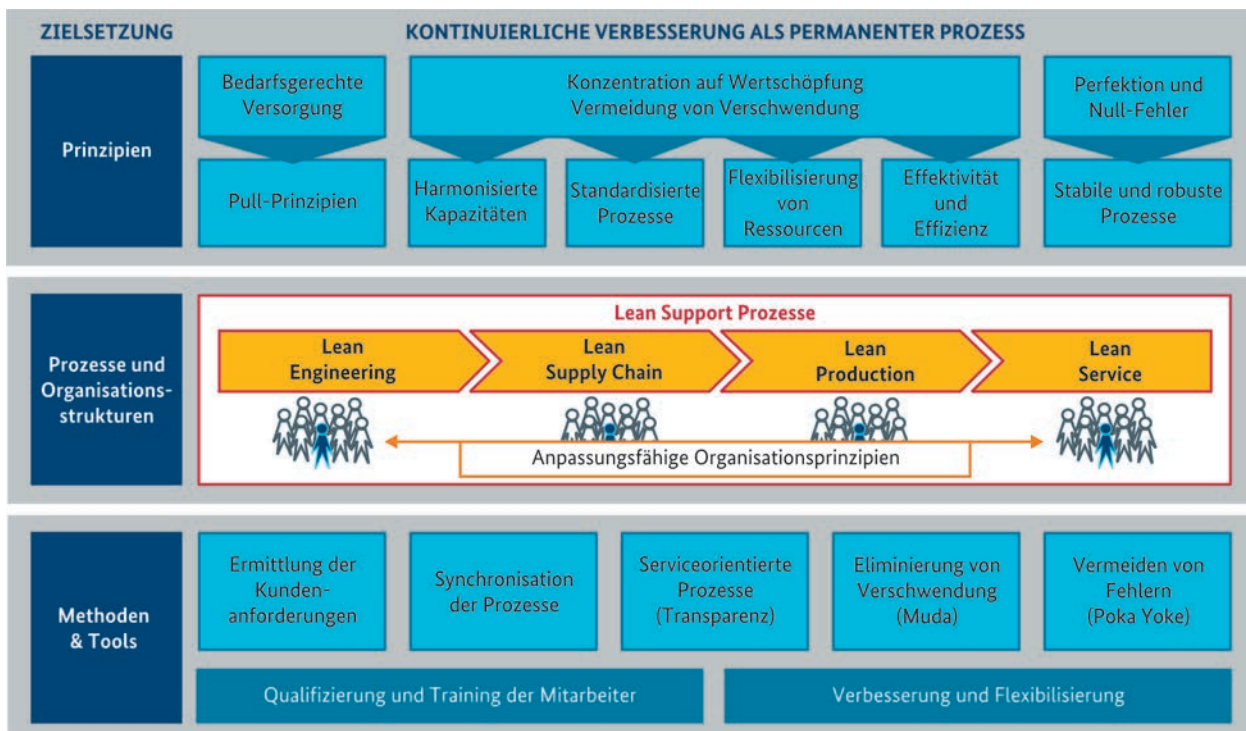 ZIELSETZUNG
KONTINUIERLICHE VERBESSERUNG ALS PERMANENTER PROZESS
Prinzipien
Bedarfsgerechte
Versorgung
Konzentration auf Wertschöpfung
Vermeidung von Verschwendung
Perfektion und
Null-Fehler
Pull-Prinzipien
Harmonisierte
Kapazitäten
Standardisierte
Prozesse
Flexibilisierung
von
Ressourcen
Effektivität
und
Effizienz
Stabile und robuste
Prozesse
Prozesse und
Organisations-
strukturen
Lean Support Prozesse
Lean
Engineering
Lean
Supply Chain
Lean
Production
Lean
Service
Anpassungsfähige Organisationsprinzipien
Methoden
& Tools
Ermittlung der
Kunden-
anforderungen
Synchronisation
der Prozesse
Serviceorientierte
Prozesse
(Transparenz)
Eliminierung von
Verschwendung
(Muda)
Vermeiden von
Fehlern
(Poka Yoke)
Qualifizierung und Training der Mitarbeiter
Verbesserung und Flexibilisierung